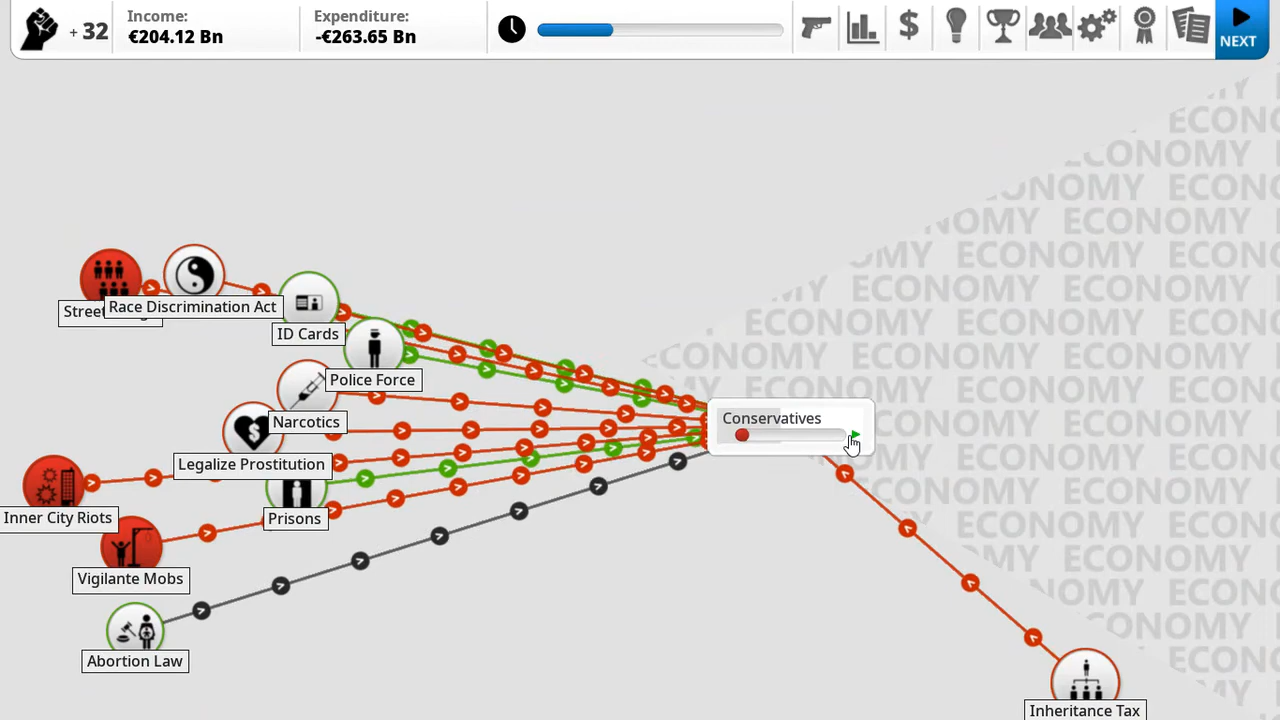 + 32
Income:
€204.12 Bn
Expenditure:
-€263.65 Bn
$
NEXT
ECONOMY
Street
Race Discrimination Act
ID Cards
Police Force
Narcotics
Conservatives
Legalize Prostitution
Inner City Riots
Prisons
Vigilante Mobs
Abortion Law
Inheritance Tax